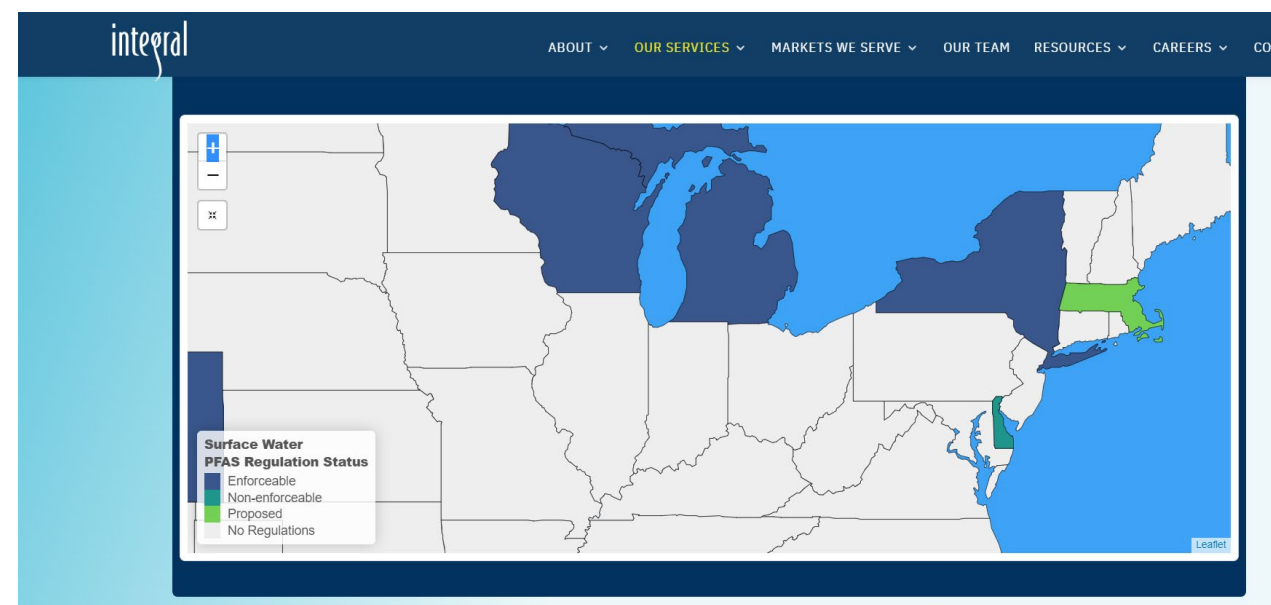 integral
ABOUT OUR SERVICES MARKETS WE SERVE OUR TEAM RESOURCES CAREERS CO
+
−
Surface Water
PFAS Regulation Status
Enforceable
Non-enforceable
Proposed
No Regulations
Leaflet